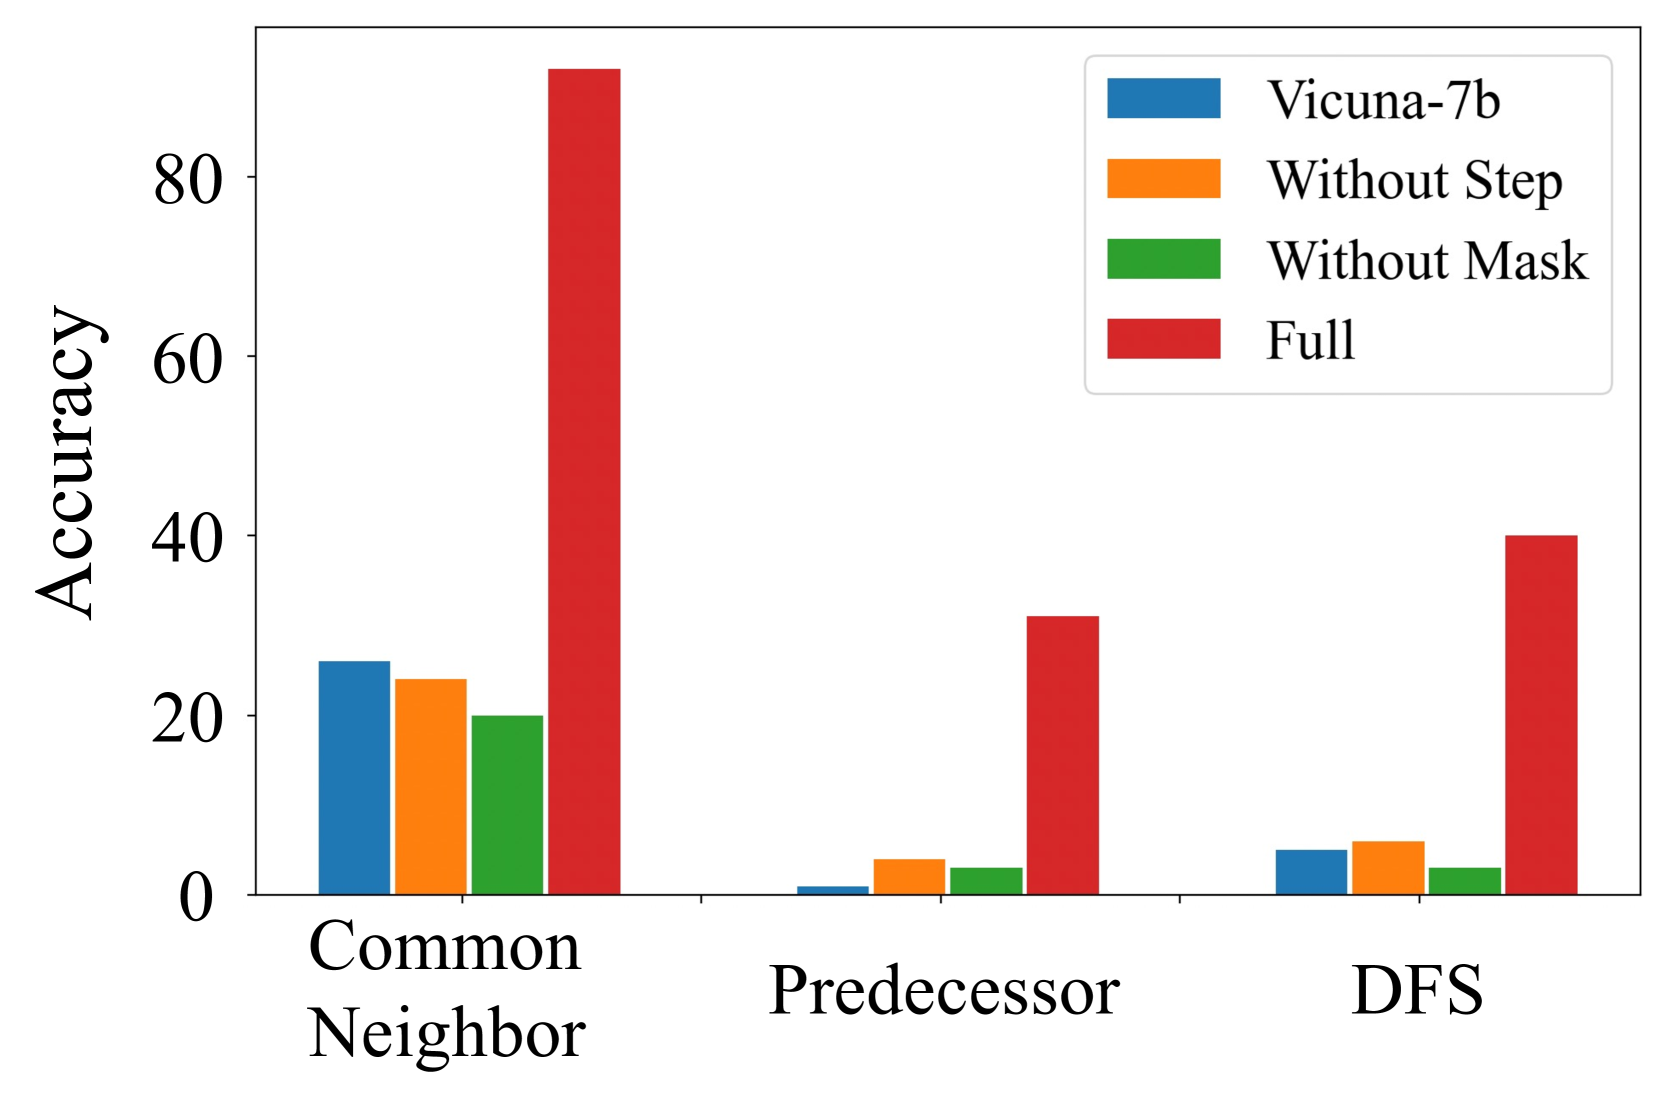 Accuracy
80
60
40
20
0
Vicuna-7b
Without Step
Without Mask
Full
Common
Neighbor
Predecessor
DFS